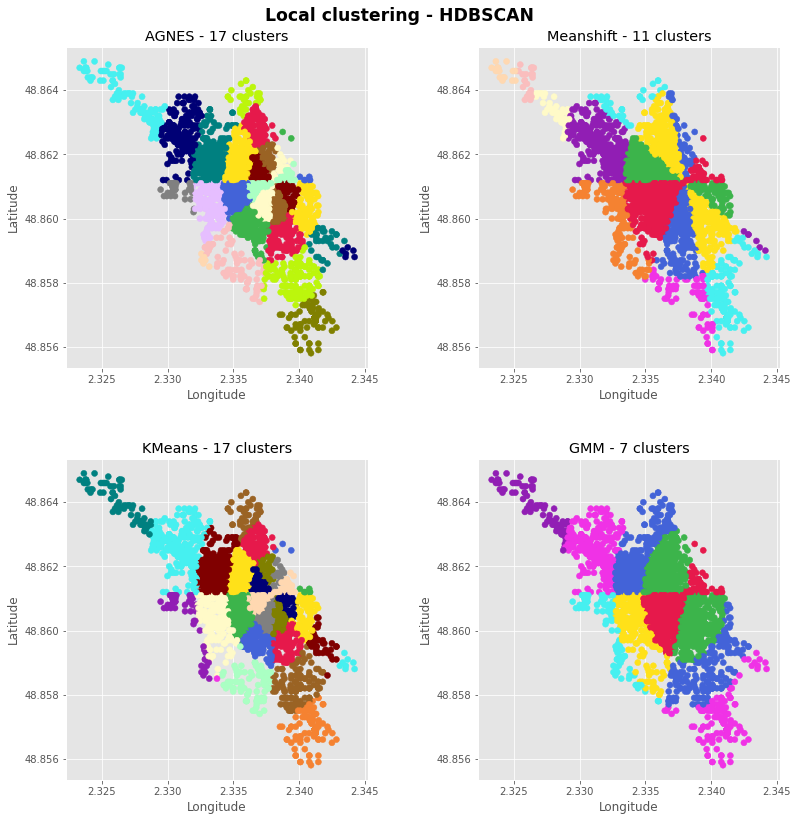 Local clustering - HDBSCAN
AGNES - 17 clusters
48.864
48.862
48.860
48.858
48.856
Latitude
2.325 2.330 2.335 2.340 2.345
Longitude
Meanshift - 11 clusters
48.864
48.862
48.860
48.858
48.856
Latitude
2.325 2.330 2.335 2.340 2.345
Longitude
KMeans - 17 clusters
48.864
48.862
48.860
48.858
48.856
Latitude
2.325 2.330 2.335 2.340 2.345
Longitude
GMM - 7 clusters
48.864
48.862
48.860
48.858
48.856
Latitude
2.325 2.330 2.335 2.340 2.345
Longitude